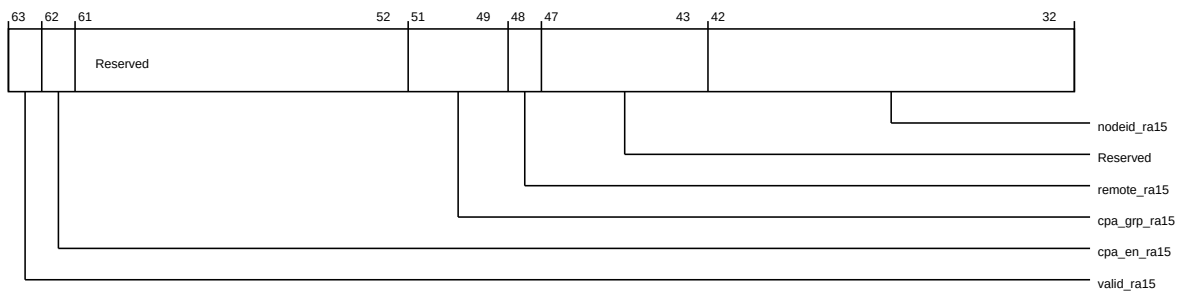 63 62 61 52 51 49 48 47 43 42 32
Reserved
nodeid_ra15
Reserved
remote_ra15
cpa_grp_ra15
cpa_en_ra15
valid_ra15